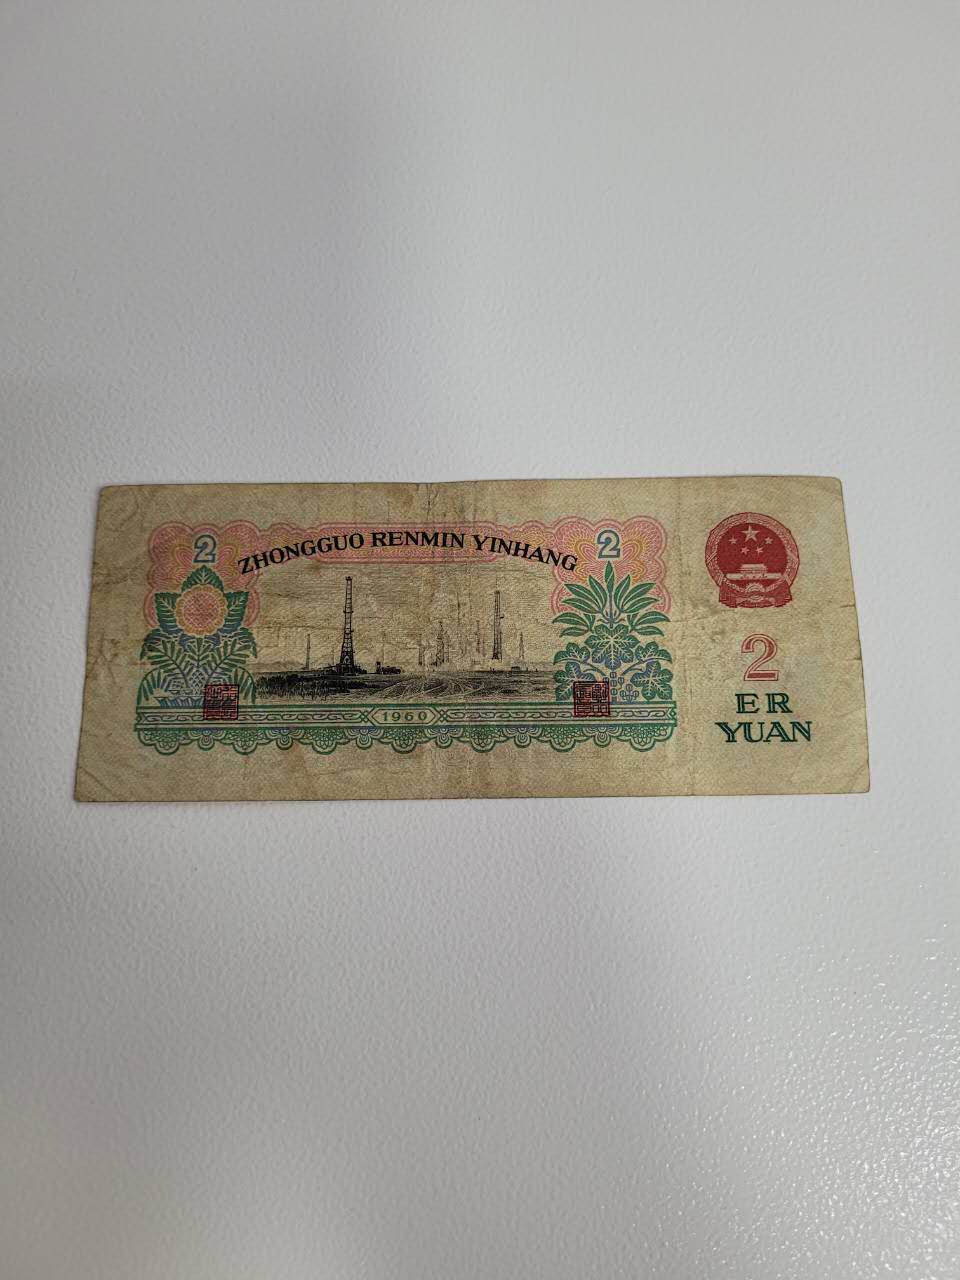 2
ZHONGGUO RENMIN YINHANG
2
1960
2
ER
YUAN